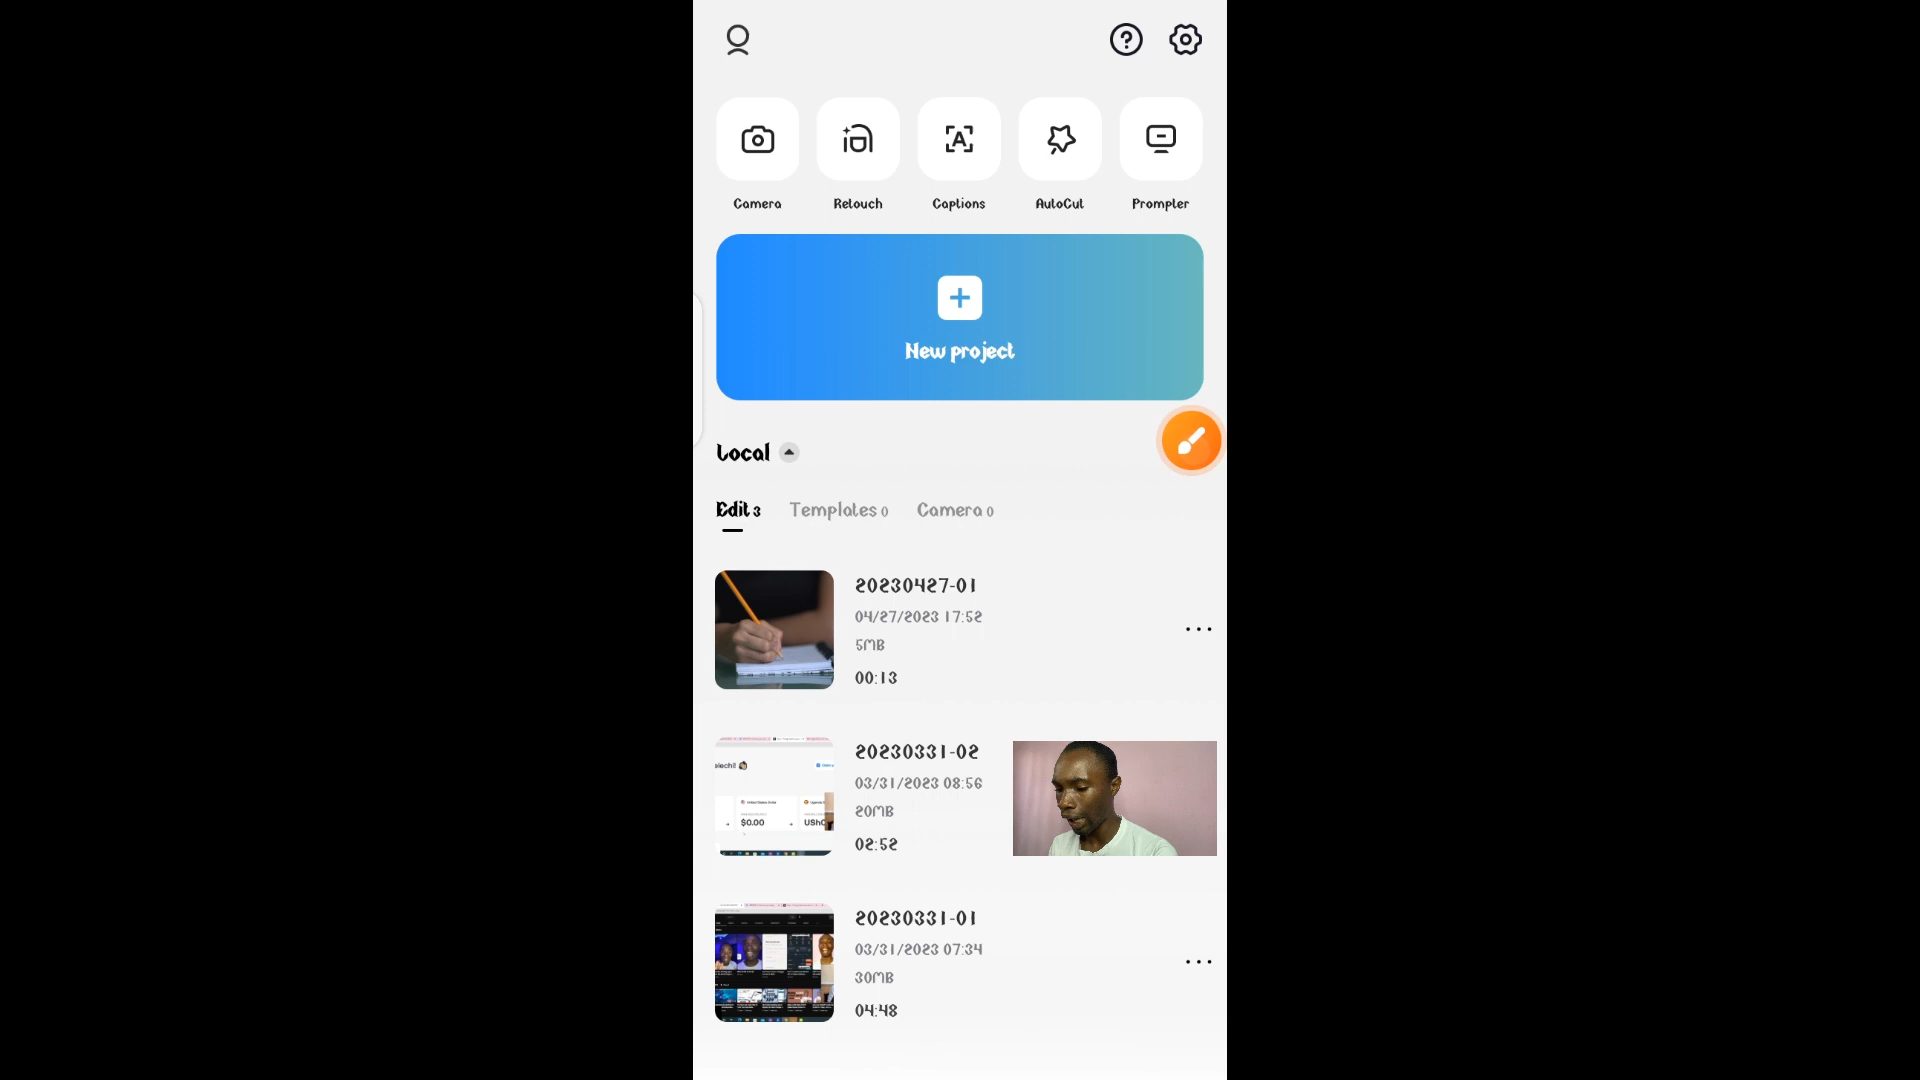 Camera Retouch Captions AutoCut Prompter
New project
Local
Edit 3 Templates 0 Camera 0
20230427-01
04/27/2023 17:52
5MB
00:13
20230331-02
03/31/2023 08:56
20MB
02:52
$0.00
20230331-01
03/31/2023 07:34
30MB
04:48